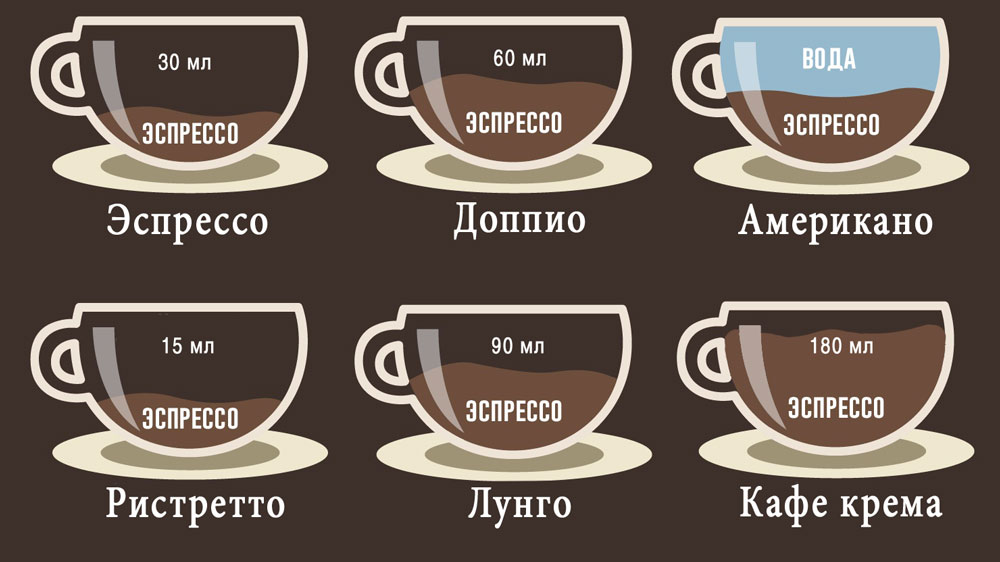 30 мл
ЭСПРЕССО
Эспрессо
60 мл
ЭСПРЕССО
Доппио
ВОДА
ЭСПРЕССО
Американо
15 мл
ЭСПРЕССО
Ристретто
90 мл
ЭСПРЕССО
Лунго
180 мл
ЭСПРЕССО
Кафе крема